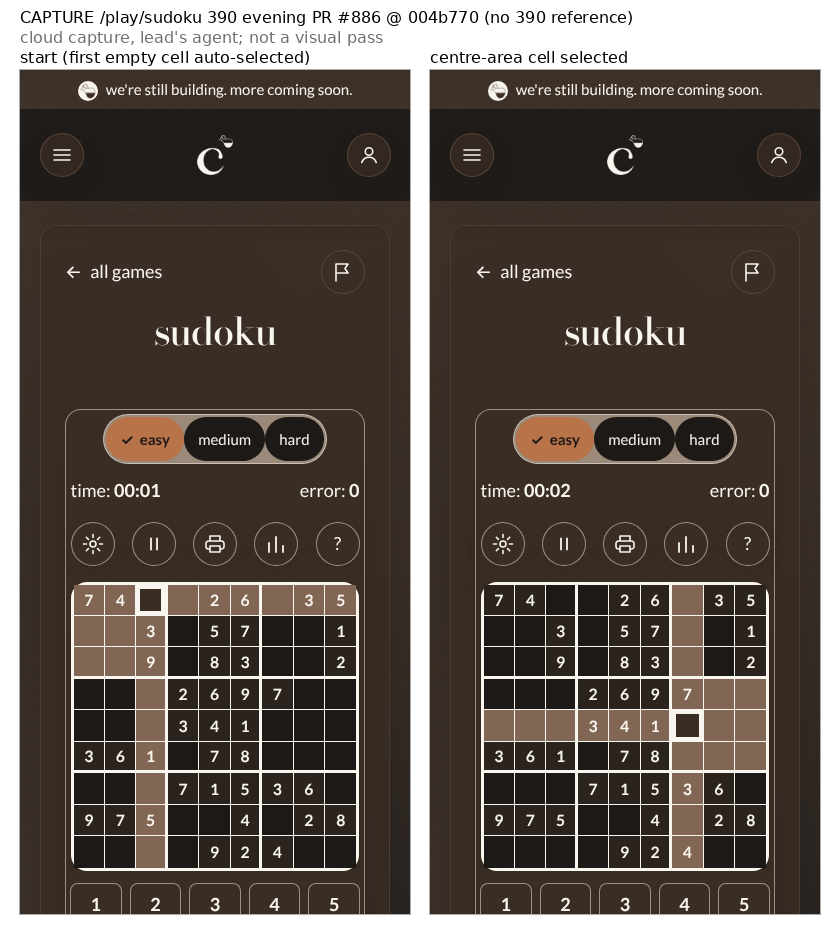 CAPTURE /play/sudoku 390 evening PR #886 @ 004b770 (no 390 reference)
cloud capture, lead's agent; not a visual pass
start (first empty cell auto-selected)
we're still building. more coming soon.
c
all games
sudoku
✓ easy medium hard
time: 00:01 error: 0
?
7 4 2 6 3 5
3 5 7 1
9 8 3 2
2 6 9 7
3 4 1
3 6 1 7 8
7 1 5 3 6
9 7 5 4 2 8
9 2 4
1 2 3 4 5
centre-area cell selected
we're still building. more coming soon.
c
all games
sudoku
✓ easy medium hard
time: 00:02 error: 0
?
7 4 2 6 3 5
3 5 7 1
9 8 3 2
2 6 9 7
3 4 1
3 6 1 7 8
7 1 5 3 6
9 7 5 4 2 8
9 2 4
1 2 3 4 5